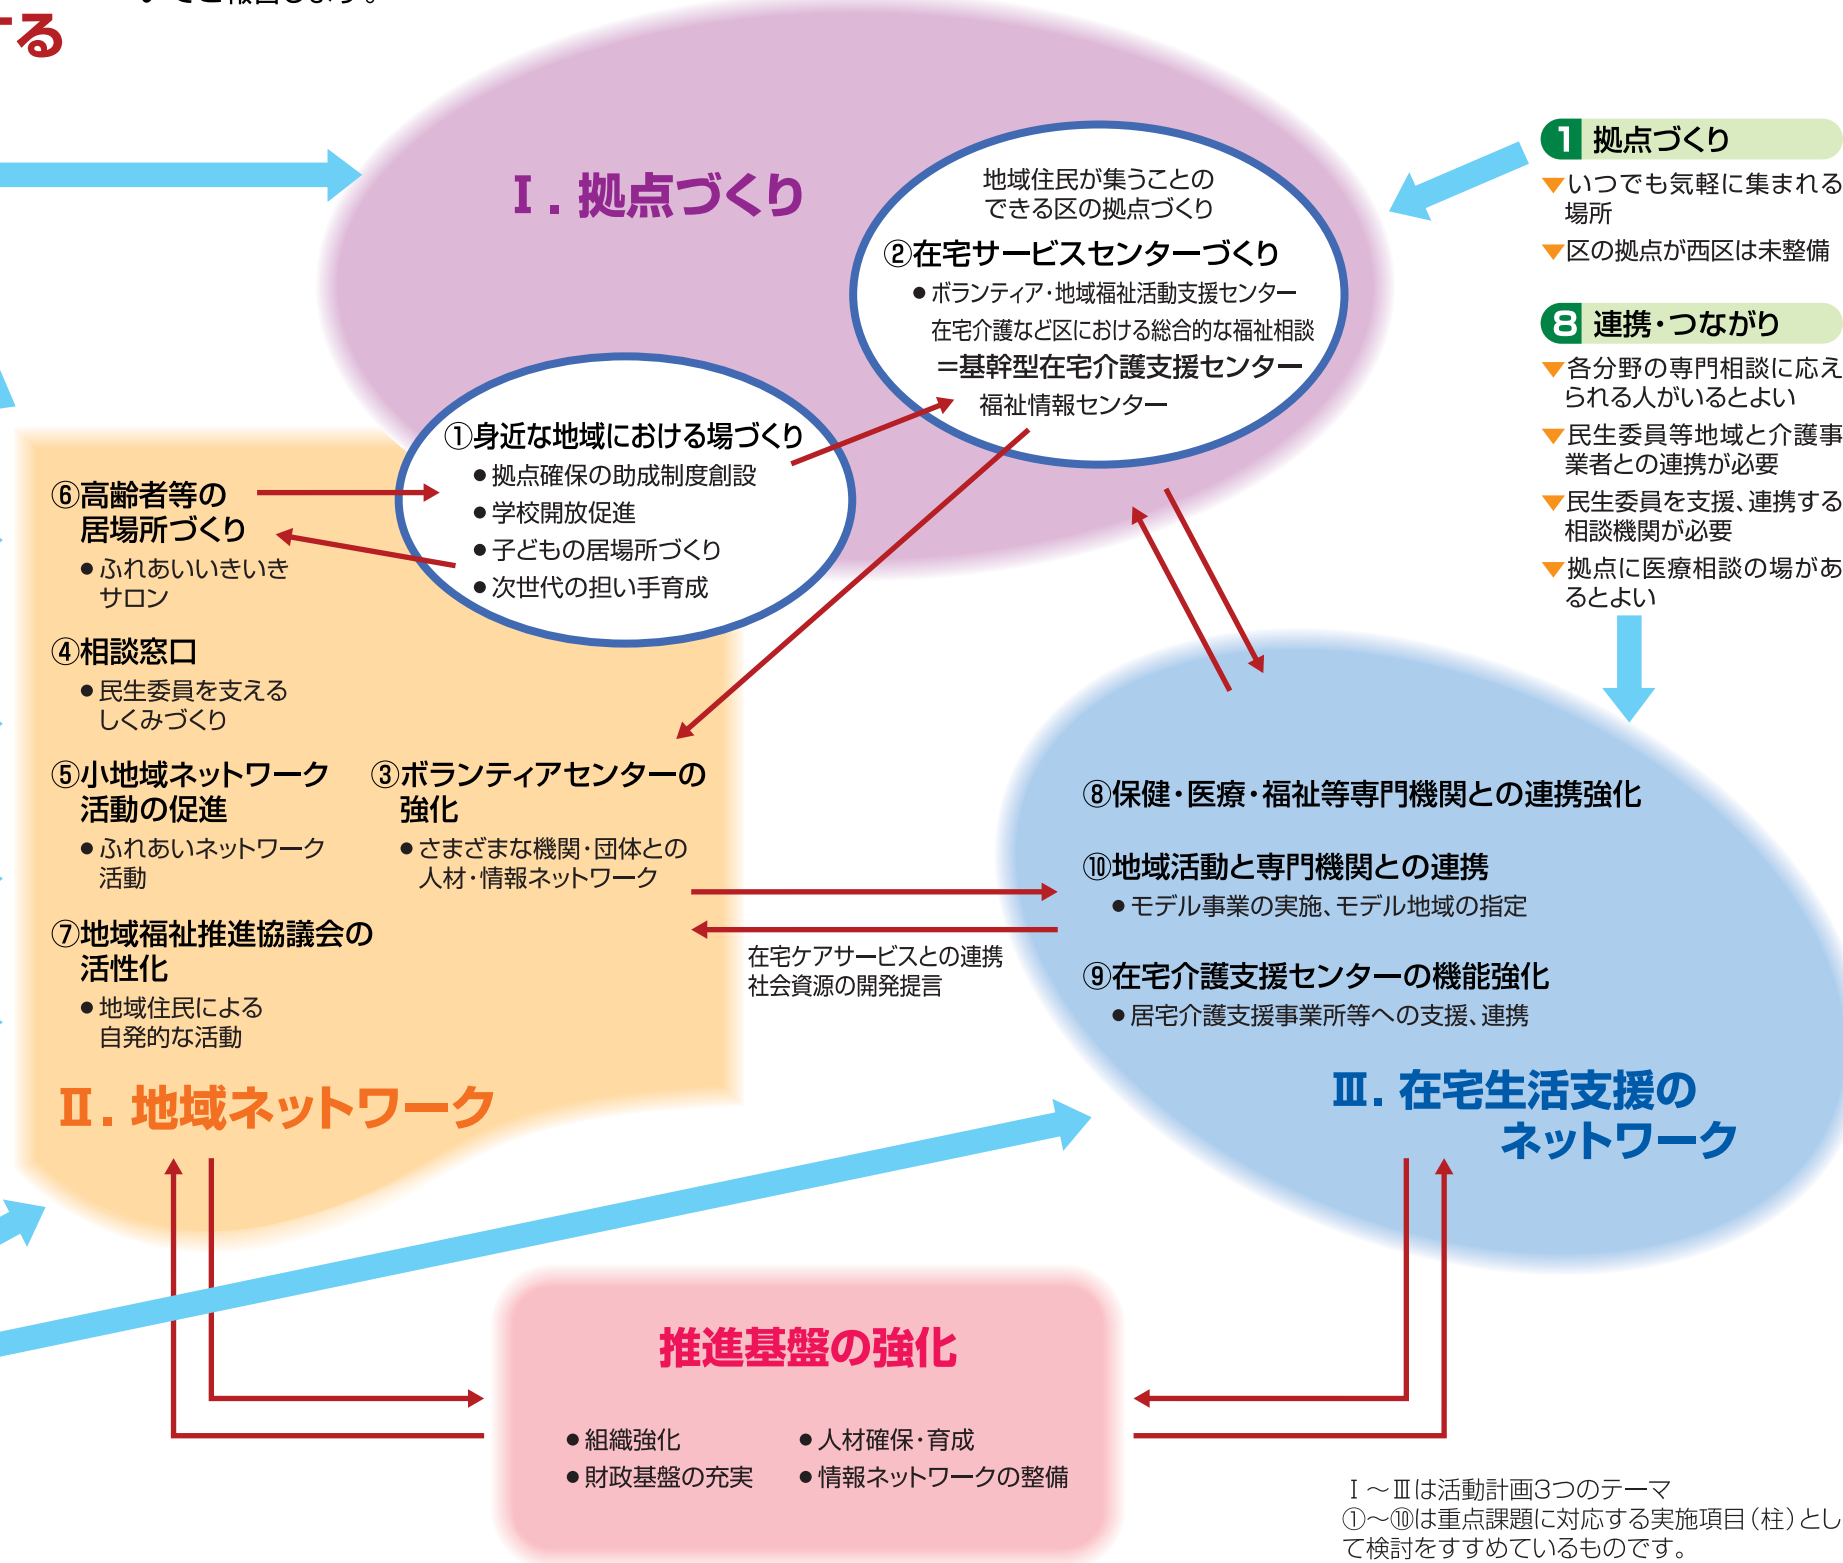 いてご報告します。
する
Ⅰ. 拠点づくり
地域住民が集うことの
できる区の拠点づくり
②在宅サービスセンターづくり
●ボランティア・地域福祉活動支援センター
在宅介護など区における総合的な福祉相談
=基幹型在宅介護支援センター
福祉情報センター
①身近な地域における場づくり
●拠点確保の助成制度創設
●学校開放促進
●子どもの居場所づくり
●次世代の担い手育成
1 拠点づくり
▼いつでも気軽に集まれる
場所
▼区の拠点が西区は未整備
8 連携・つながり
▼各分野の専門相談に応え
られる人がいるとよい
▼民生委員等地域と介護事
業者との連携が必要
▼民生委員を支援、連携する
相談機関が必要
▼拠点に医療相談の場があ
るとよい
⑥高齢者等の
居場所づくり
●ふれあいいきいき
サロン
④相談窓口
●民生委員を支える
しくみづくり
⑤小地域ネットワーク
活動の促進
●ふれあいネットワーク
活動
③ボランティアセンターの
強化
●さまざまな機関・団体との
人材・情報ネットワーク
⑦地域福祉推進協議会の
活性化
●地域住民による
自発的な活動
Ⅱ. 地域ネットワーク
在宅ケアサービスとの連携
社会資源の開発提言
⑧保健・医療・福祉等専門機関との連携強化
⑩地域活動と専門機関との連携
●モデル事業の実施、モデル地域の指定
⑨在宅介護支援センターの機能強化
●居宅介護支援事業所等への支援、連携
Ⅲ. 在宅生活支援の
ネットワーク
推進基盤の強化
●組織強化
●財政基盤の充実
●人材確保・育成
●情報ネットワークの整備
Ⅰ～Ⅲは活動計画3つのテーマ
①～⑩は重点課題に対応する実施項目(柱)とし
て検討をすすめているものです。